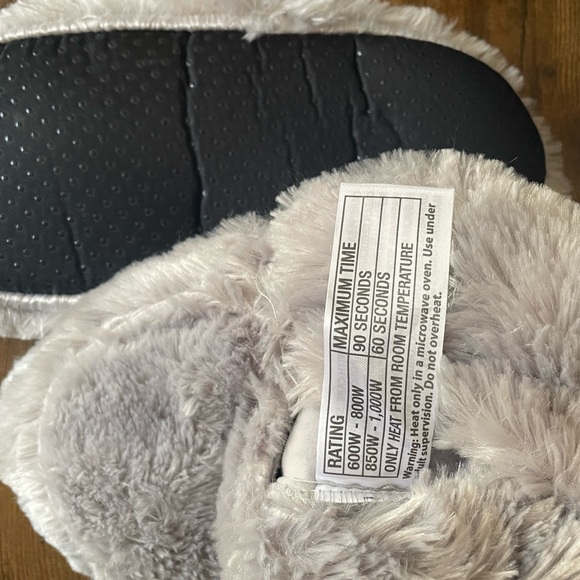 RATING MAXIMUM TIME
600W - 800W 90 SECONDS
850W - 1,000W 60 SECONDS
ONLY HEAT FROM ROOM TEMPERATURE
Warning: Heat only in a microwave oven. Use under
supervision. Do not overheat.